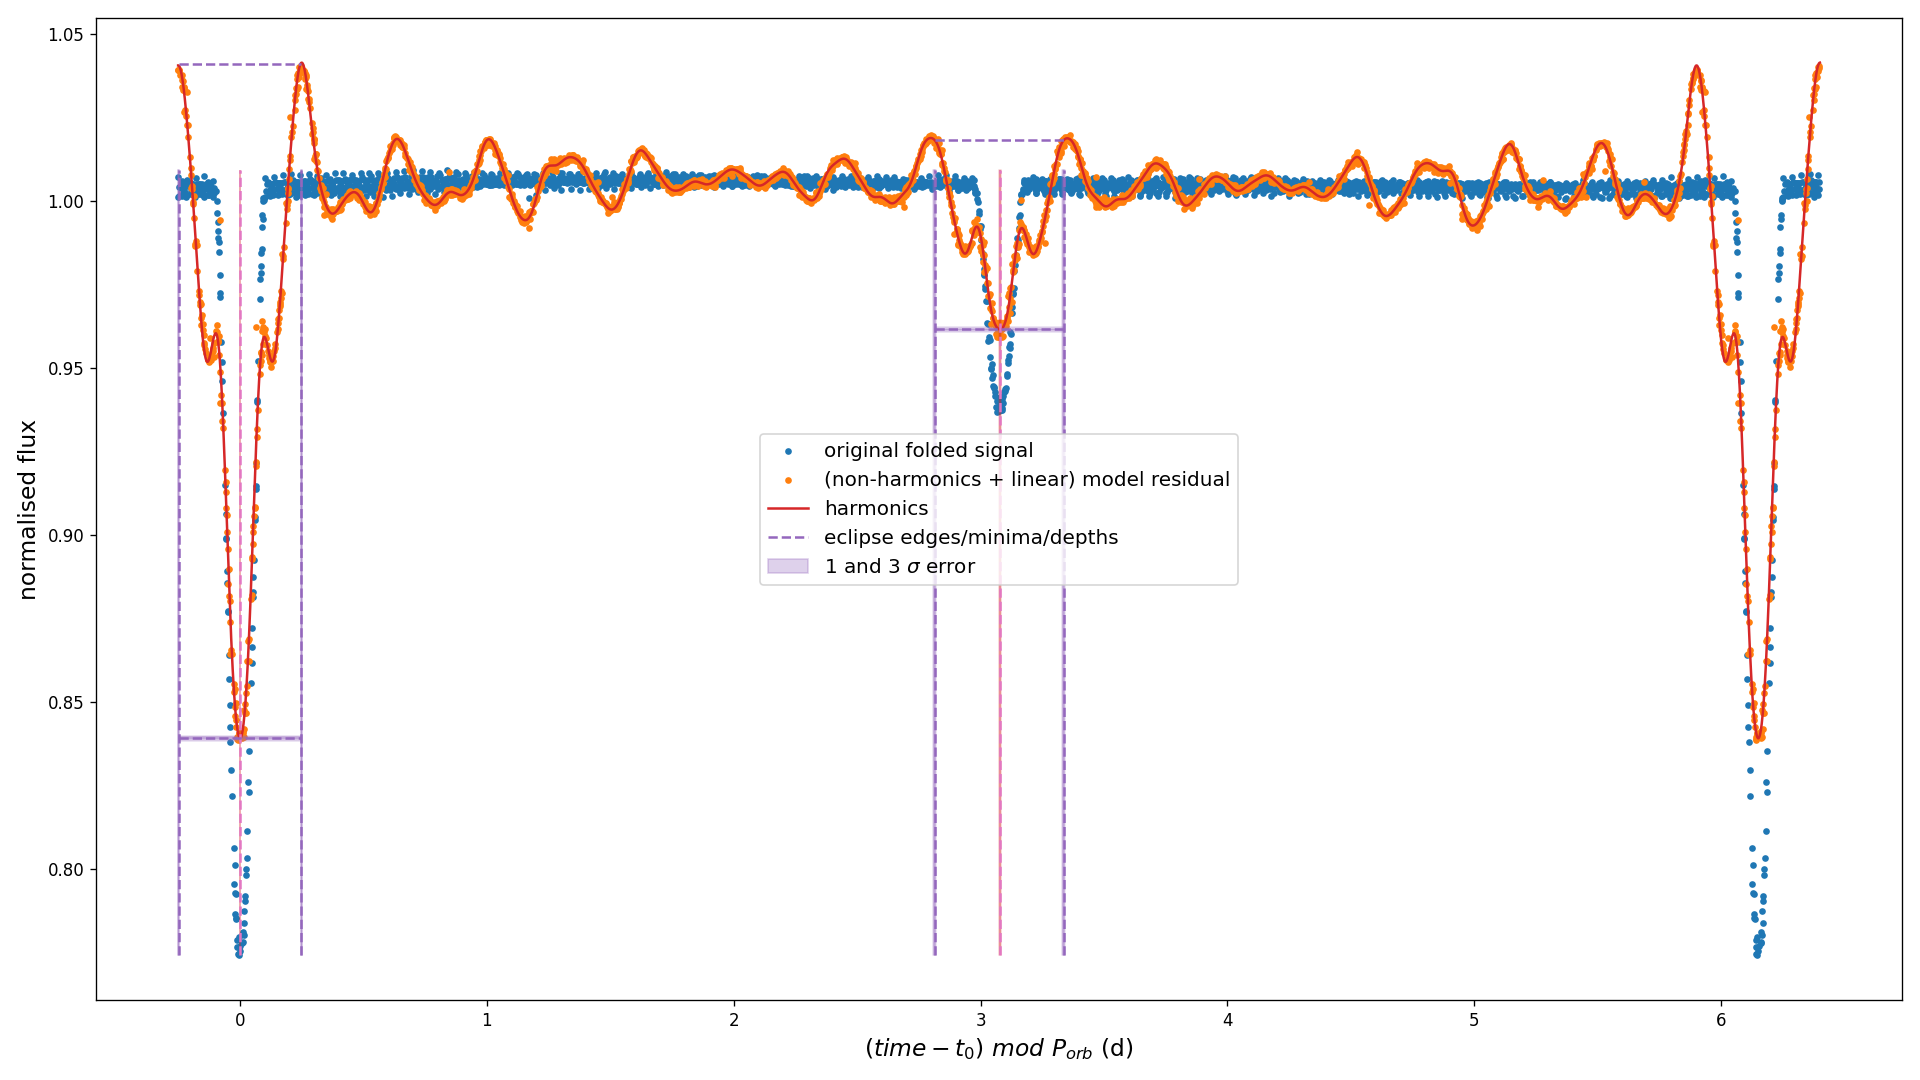 1.05
1.00
0.95
0.90
0.85
0.80
normalised flux
original folded signal
(non-harmonics + linear) model residual
harmonics
eclipse edges/minima/depths
1 and 3 σ error
0 1 2 3 4 5 6
(time − t₀) mod Pₒᵣb (d)